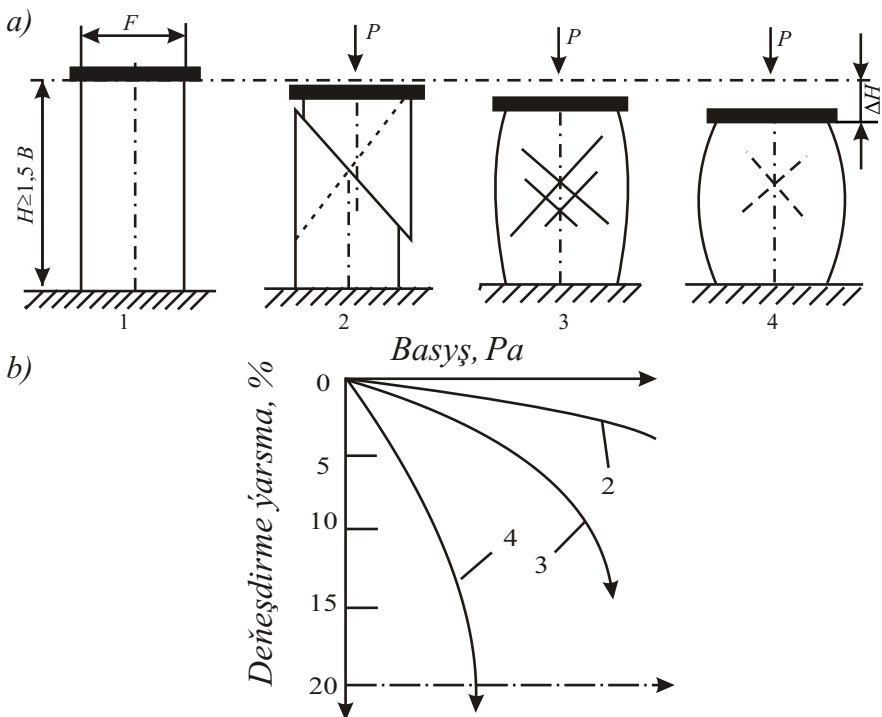 a)
F
P
P
P
ΔH
H≥1,5 B
1
2
3
4
b)
Basyş, Pa
Deňeşdirme ýarsma, %
0
5
10
15
20
2
3
4